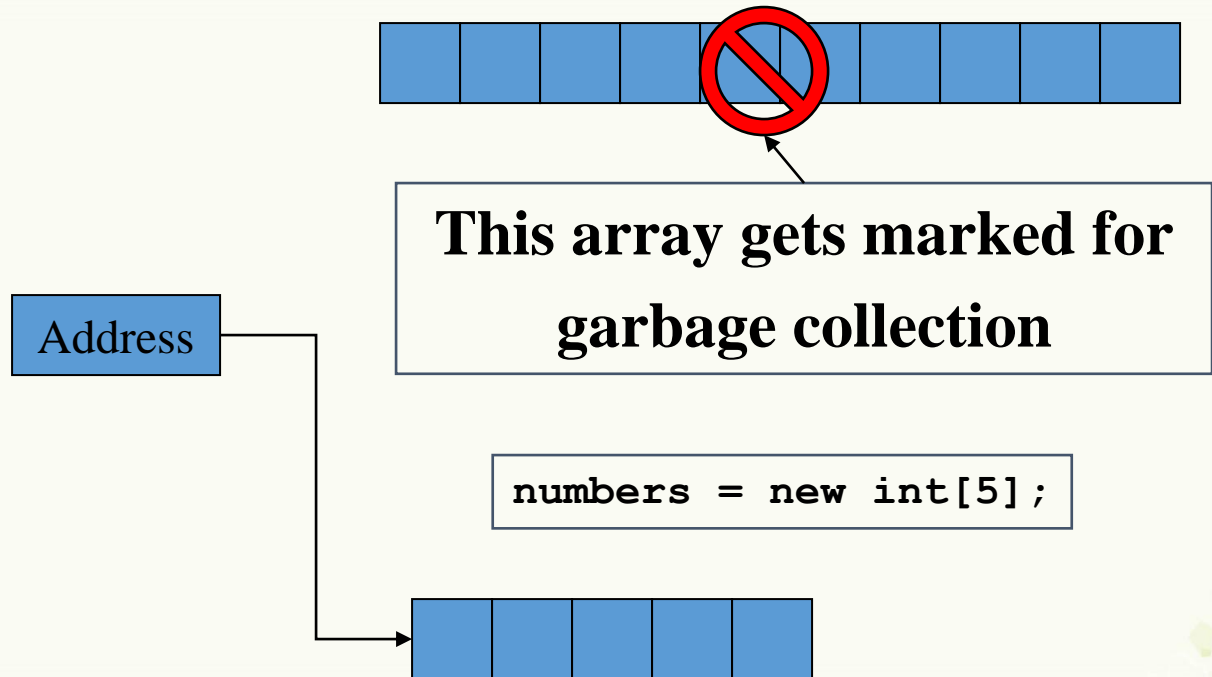 This array gets marked for
garbage collection
Address
numbers = new int[5];